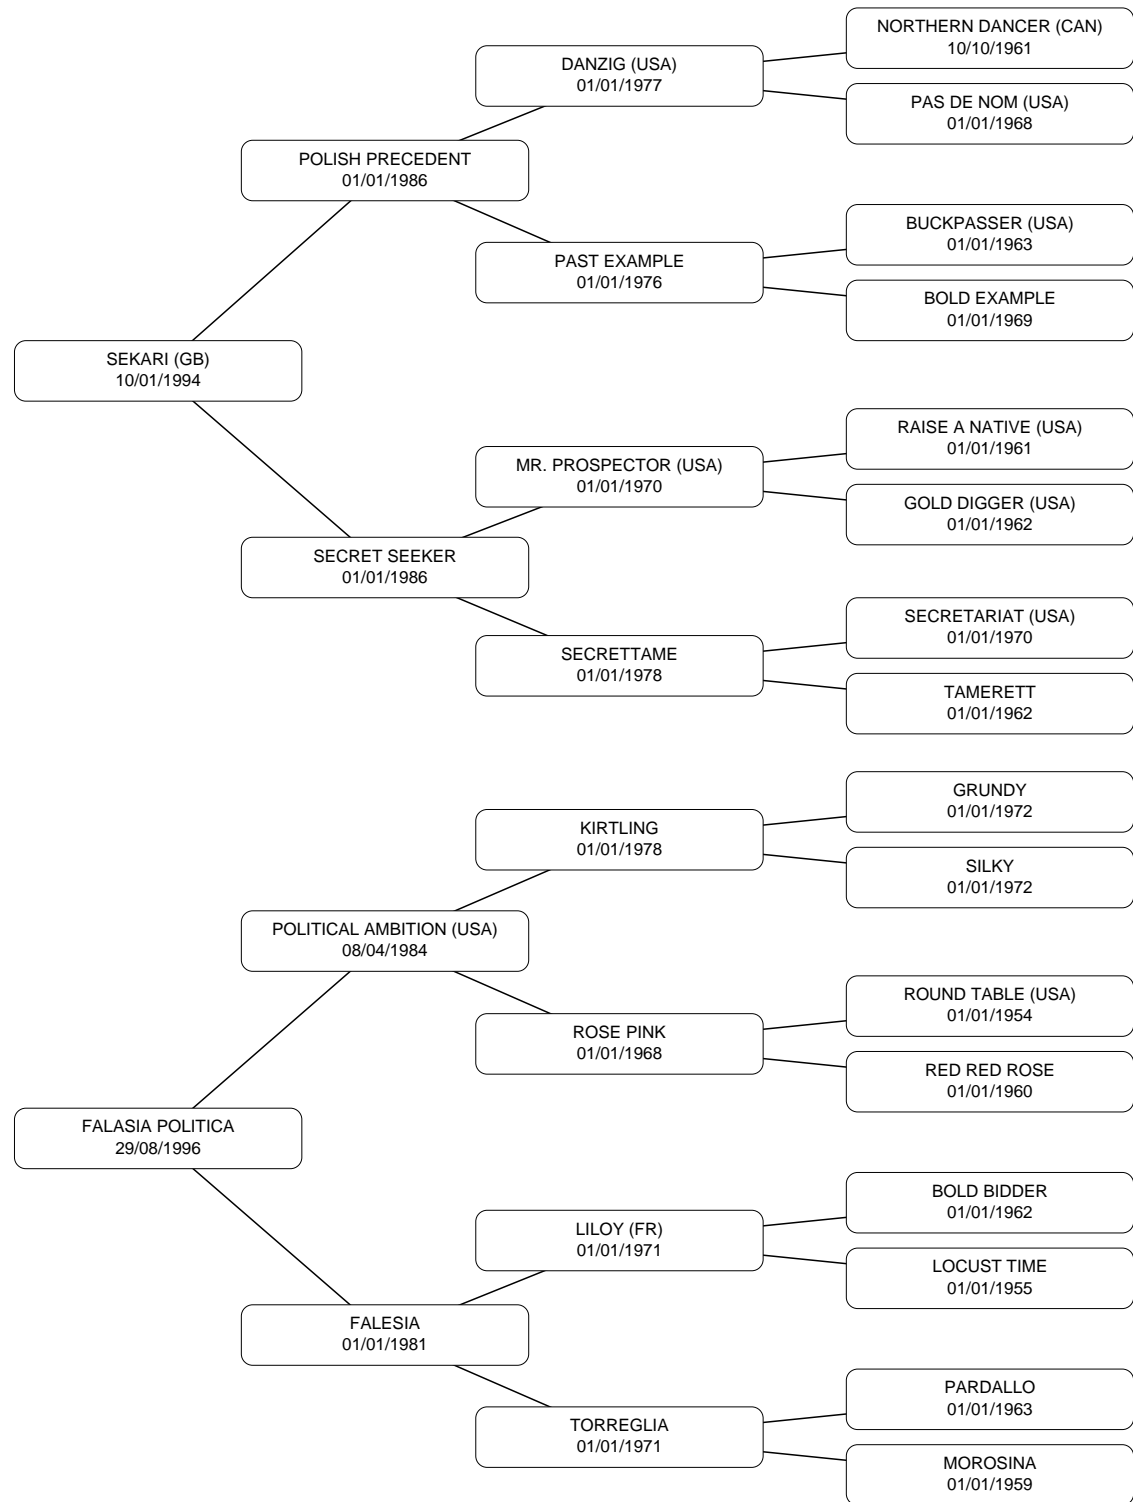 NORTHERN DANCER (CAN)
10/10/1961
DANZIG (USA)
01/01/1977
PAS DE NOM (USA)
01/01/1968
POLISH PRECEDENT
01/01/1986
BUCKPASSER (USA)
01/01/1963
PAST EXAMPLE
01/01/1976
BOLD EXAMPLE
01/01/1969
SEKARI (GB)
10/01/1994
RAISE A NATIVE (USA)
01/01/1961
MR. PROSPECTOR (USA)
01/01/1970
GOLD DIGGER (USA)
01/01/1962
SECRET SEEKER
01/01/1986
SECRETARIAT (USA)
01/01/1970
SECRETTAME
01/01/1978
TAMERETT
01/01/1962
GRUNDY
01/01/1972
KIRTLING
01/01/1978
SILKY
01/01/1972
POLITICAL AMBITION (USA)
08/04/1984
ROUND TABLE (USA)
01/01/1954
ROSE PINK
01/01/1968
RED RED ROSE
01/01/1960
FALASIA POLITICA
29/08/1996
BOLD BIDDER
01/01/1962
LILOY (FR)
01/01/1971
LOCUST TIME
01/01/1955
FALESIA
01/01/1981
PARDALLO
01/01/1963
TORREGLIA
01/01/1971
MOROSINA
01/01/1959